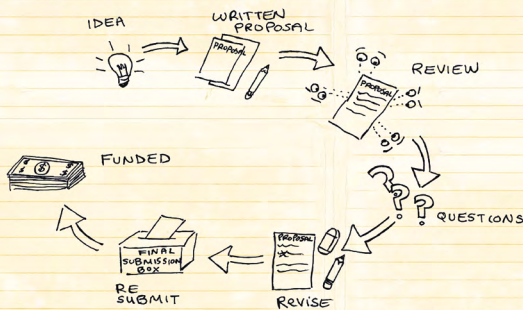 IDEA
WRITTEN
PROPOSAL
PROPOSAL
REVIEW
PROPOSAL
? ? ?
QUESTIONS
PROPOSAL
REVISE
FINAL
SUBMISSION
BOX
RE
SUBMIT
FUNDED
$